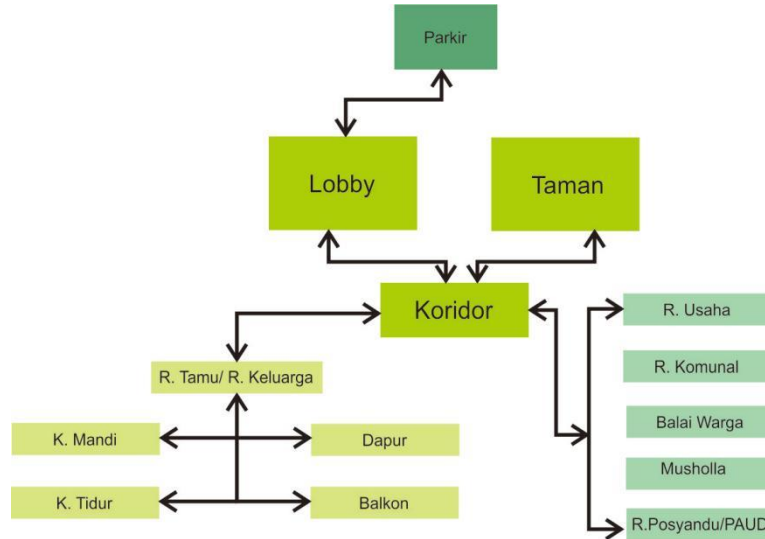 Parkir
Lobby
Taman
Koridor
R. Usaha
R. Komunal
Balai Warga
Musholla
R.Posyandu/PAUD
R. Tamu/ R. Keluarga
K. Mandi
Dapur
K. Tidur
Balkon